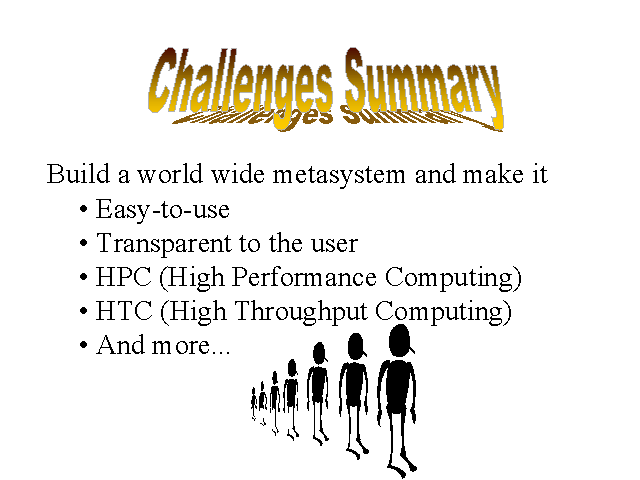 Challenges Summary
Build a world wide metasystem and make it
• Easy-to-use
• Transparent to the user
• HPC (High Performance Computing)
• HTC (High Throughput Computing)
• And more...